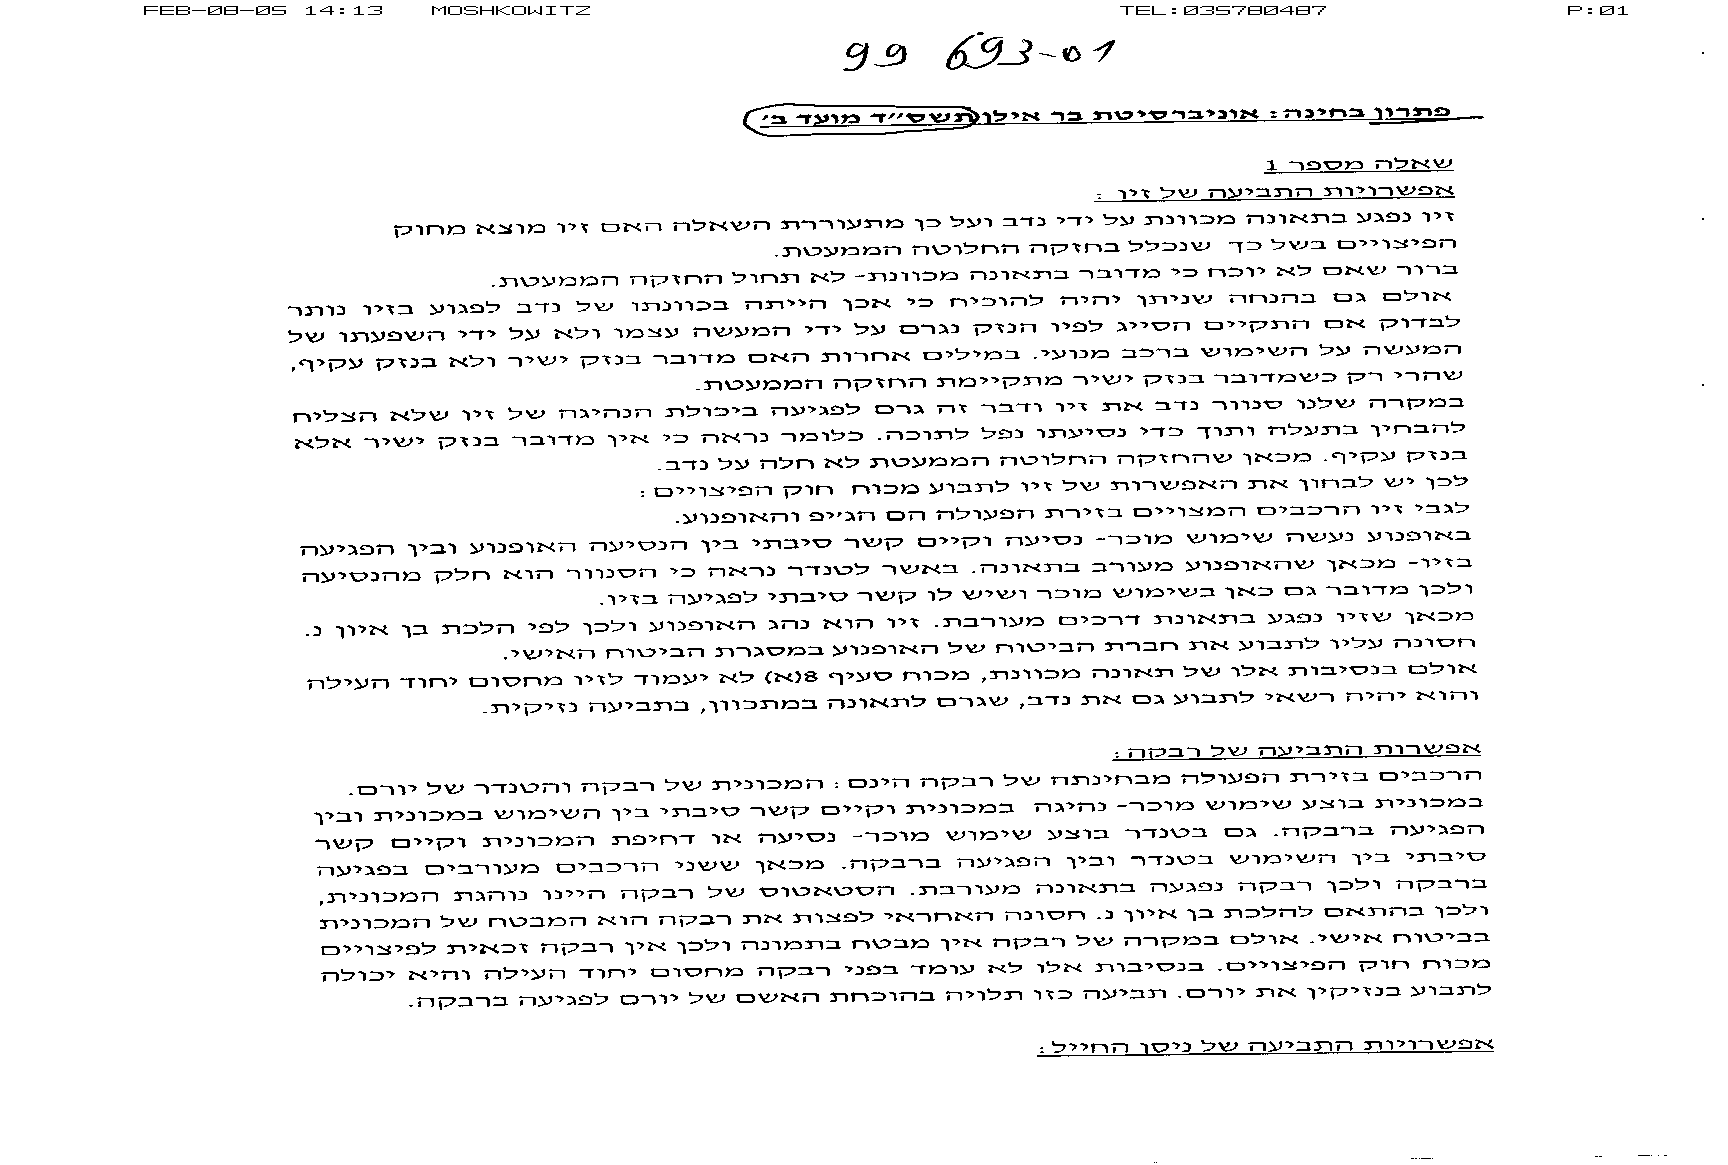 FEB-08-05 14:13 MOSHKOWITZ TEL:035780487 P:01
99 693-01
פתרון בחינה: אוניברסיטת בר אילן תשס״ד מועד ב׳
שאלה מספר 1
אפשרויות התביעה של זיו :
זיו נפגע בתאונה מכוונת על ידי נדב ועל כן מתעוררת השאלה האם זיו מוצא מחוק
הפיצויים בשל כך שנכלל בחזקה החלוטה הממעטת.
ברור שאם לא יוכח כי מדובר בתאונה מכוונת- לא תחול החזקה הממעטת.
אולם גם בהנחה שניתן יהיה להוכיח כי אכן הייתה בכוונתו של נדב לפגוע בזיו נותר
לבדוק אם התקיים הסייג לפיו הנזק נגרם על ידי המעשה עצמו ולא על ידי השפעתו של
המעשה על השימוש ברכב מנועי. במילים אחרות האם מדובר בנזק ישיר ולא בנזק עקיף,
שהרי רק כשמדובר בנזק ישיר מתקיימת החזקה הממעטת.
במקרה שלנו סנוור נדב את זיו ודבר זה גרם לפגיעה ביכולת הנהיגה של זיו שלא הצליח
להבחין בתעלה ותוך כדי נסיעתו נפל לתוכה. כלומר נראה כי אין מדובר בנזק ישיר אלא
בנזק עקיף. מכאן שהחזקה החלוטה הממעטת לא חלה על נדב.
לכן יש לבחון את האפשרות של זיו לתבוע מכוח חוק הפיצויים :
לגבי זיו הרכבים המצויים בזירת הפעולה הם הג׳יפ והאופנוע.
באופנוע נעשה שימוש מוכר- נסיעה וקיים קשר סיבתי בין הנסיעה האופנוע ובין הפגיעה
בזיו- מכאן שהאופנוע מעורב בתאונה. באשר לטנדר נראה כי הסנוור הוא חלק מהנסיעה
ולכן מדובר גם כאן בשימוש מוכר ושיש לו קשר סיבתי לפגיעה בזיו.
מכאן שזיו נפגע בתאונת דרכים מעורבת. זיו הוא נהג האופנוע ולכן לפי הלכת בן איון נ.
חסונה עליו לתבוע את חברת הביטוח של האופנוע במסגרת הביטוח האישי.
אולם בנסיבות אלו של תאונה מכוונת, מכוח סעיף 8(א) לא יעמוד לזיו מחסום יחוד העילה
והוא יהיה רשאי לתבוע גם את נדב, שגרם לתאונה במתכוון, בתביעה נזיקית.
אפשרות התביעה של רבקה :
הרכבים בזירת הפעולה מבחינתה של רבקה הינם : המכונית של רבקה והטנדר של יורם.
במכונית בוצע שימוש מוכר- נהיגה במכונית וקיים קשר סיבתי בין השימוש במכונית ובין
הפגיעה ברבקה. גם בטנדר בוצע שימוש מוכר- נסיעה או דחיפת המכונית וקיים קשר
סיבתי בין השימוש בטנדר ובין הפגיעה ברבקה. מכאן ששני הרכבים מעורבים בפגיעה
ברבקה ולכן רבקה נפגעה בתאונה מעורבת. הסטאטוס של רבקה היינו נוהגת המכונית,
ולכן בהתאם להלכת בן איון נ. חסונה האחראי לפצות את רבקה הוא המבטח של המכונית
בביטוח אישי. אולם במקרה של רבקה אין מבטח בתמונה ולכן אין רבקה זכאית לפיצויים
מכוח חוק הפיצויים. בנסיבות אלו לא עומד בפני רבקה מחסום יחוד העילה והיא יכולה
לתבוע בנזיקין את יורם. תביעה כזו תלויה בהוכחת האשם של יורם לפגיעה ברבקה.
אפשרויות התביעה של ניסן החייל :